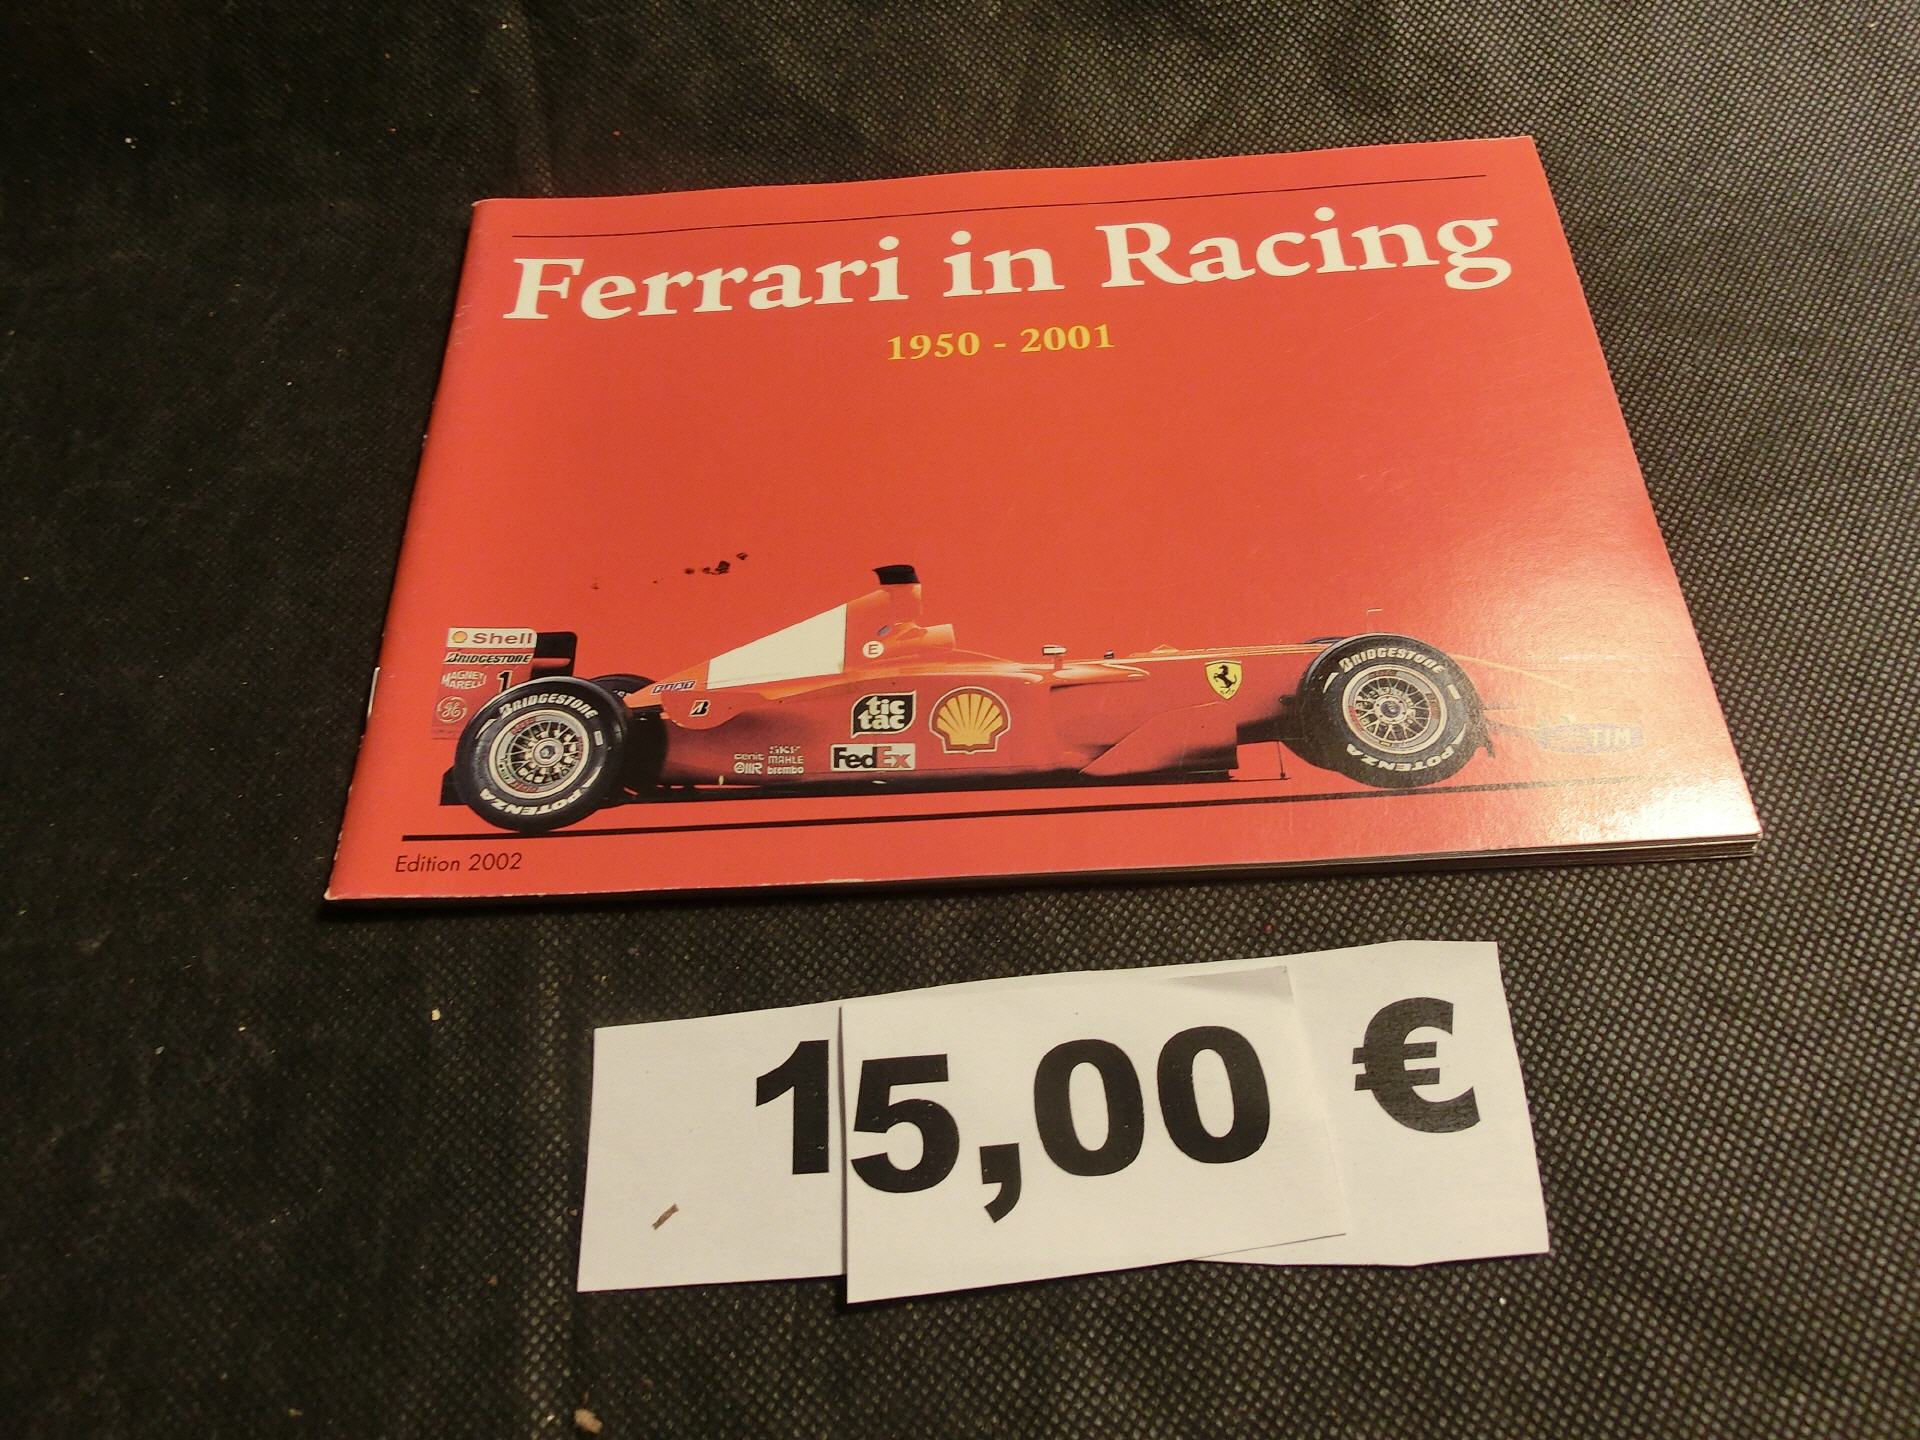 Ferrari in Racing
1950 - 2001
Shell
BRIDGESTONE
MAGNETI
MARELLI
1
GE
BRIDGESTONE
POTENZA
FIAT
B
E
tic
tac
FedEx
SKF
MAHLE
brembo
BRIDGESTONE
POTENZA
TIM
Edition 2002
15,00 €